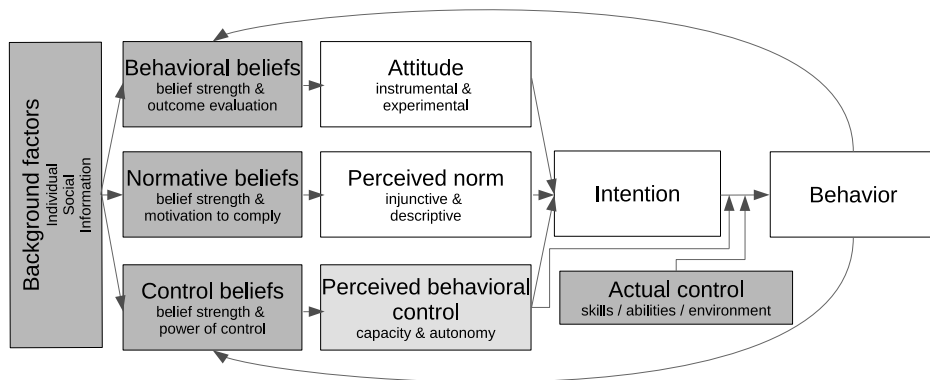 Background factors
Individual
Social
Information
Behavioral beliefs
belief strength &
outcome evaluation
Attitude
instrumental &
experimental
Normative beliefs
belief strength &
motivation to comply
Perceived norm
injunctive &
descriptive
Intention
Behavior
Control beliefs
belief strength &
power of control
Perceived behavioral
control
capacity & autonomy
Actual control
skills / abilities / environment